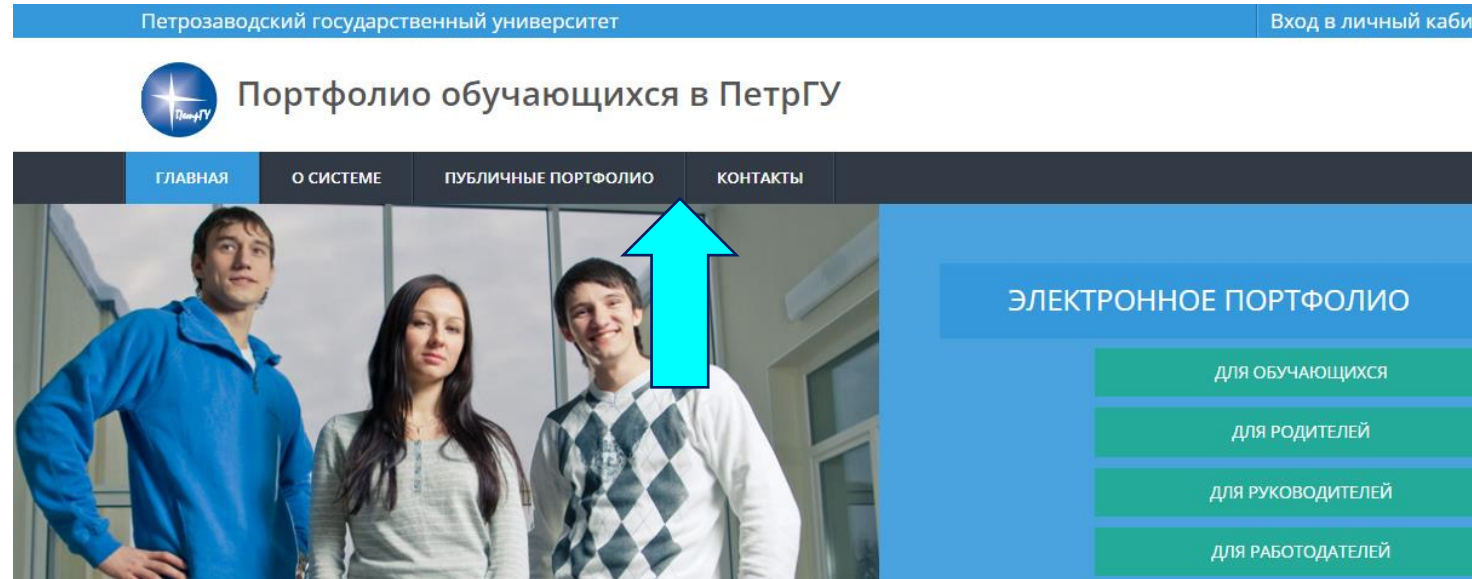 Петрозаводский государственный университет
Вход в личный каби
ПетрГУ
Портфолио обучающихся в ПетрГУ
ГЛАВНАЯ О СИСТЕМЕ ПУБЛИЧНЫЕ ПОРТФОЛИО КОНТАКТЫ
ЭЛЕКТРОННОЕ ПОРТФОЛИО
ДЛЯ ОБУЧАЮЩИХСЯ
ДЛЯ РОДИТЕЛЕЙ
ДЛЯ РУКОВОДИТЕЛЕЙ
ДЛЯ РАБОТОДАТЕЛЕЙ